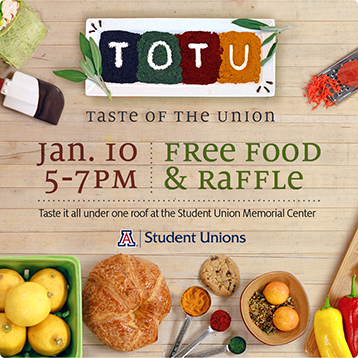 TOTU
TASTE OF THE UNION
Jan. 10
5-7PM
FREE FOOD
& RAFFLE
Taste it all under one roof at the Student Union Memorial Center
A Student Unions